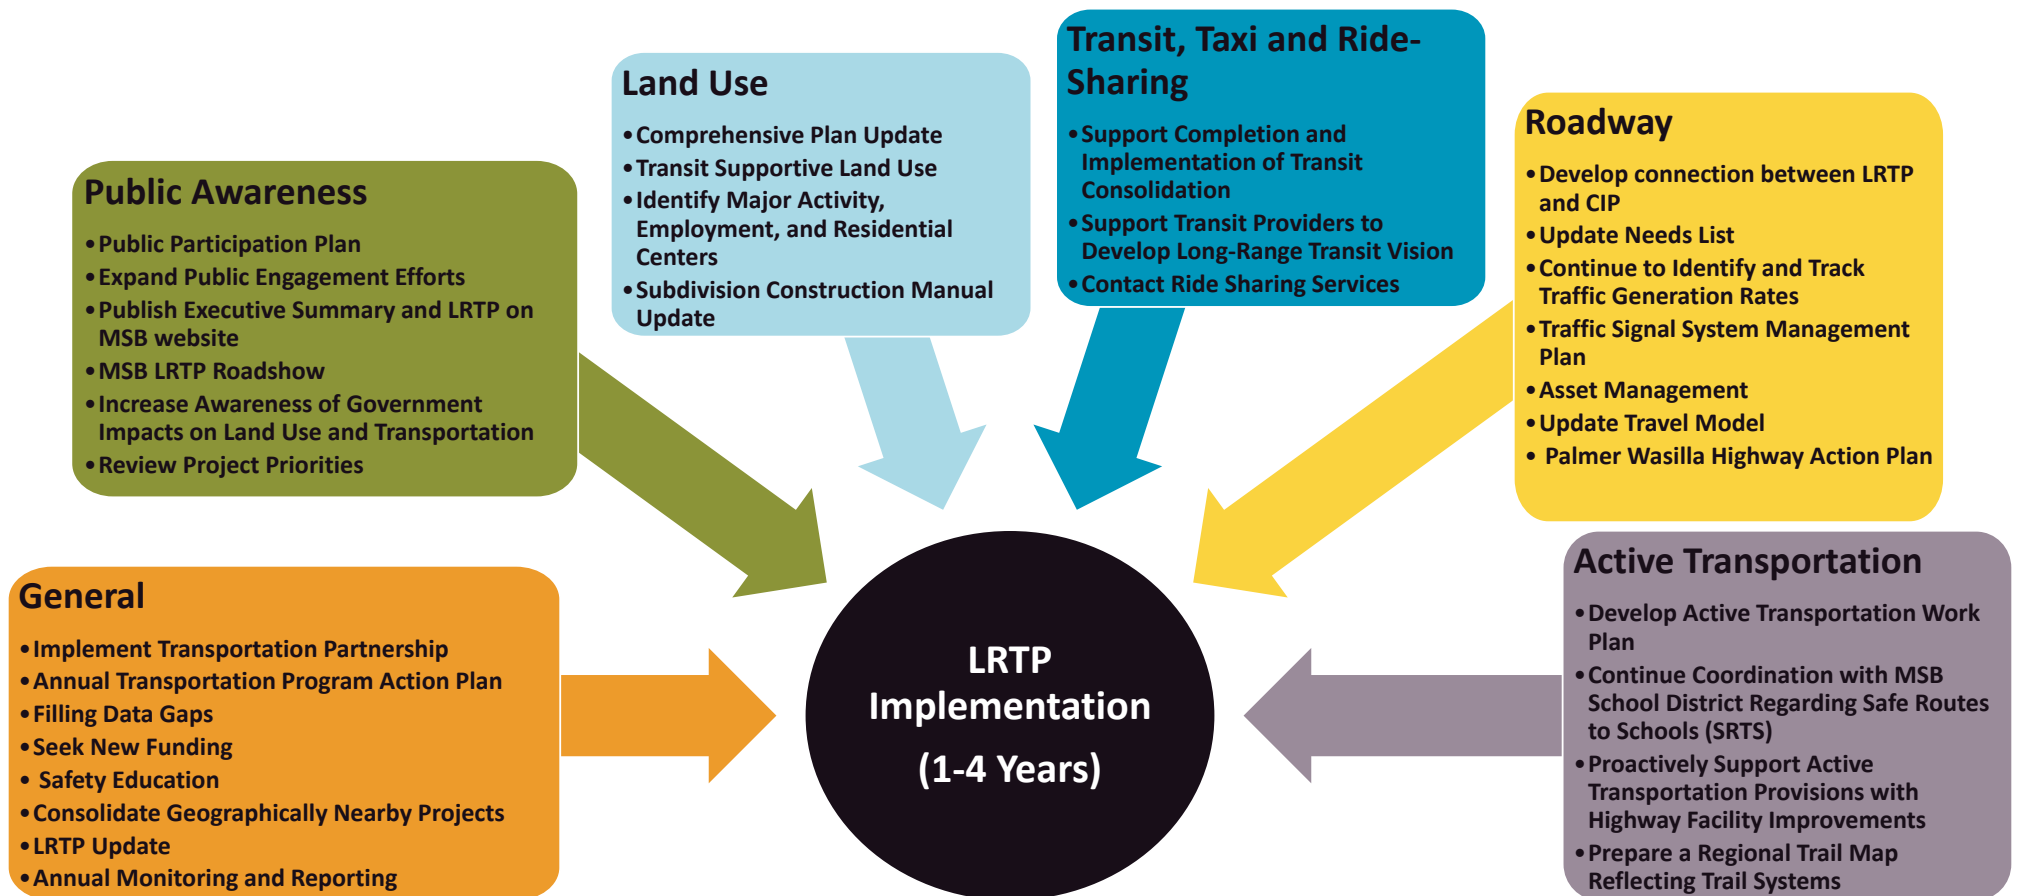 Public Awareness
•Public Participation Plan
•Expand Public Engagement Efforts
•Publish Executive Summary and LRTP on
MSB website
•MSB LRTP Roadshow
•Increase Awareness of Government
Impacts on Land Use and Transportation
•Review Project Priorities
Land Use
•Comprehensive Plan Update
•Transit Supportive Land Use
•Identify Major Activity,
Employment, and Residential
Centers
•Subdivision Construction Manual
Update
Transit, Taxi and Ride-
Sharing
•Support Completion and
Implementation of Transit
Consolidation
•Support Transit Providers to
Develop Long-Range Transit Vision
•Contact Ride Sharing Services
Roadway
•Develop connection between LRTP
and CIP
•Update Needs List
•Continue to Identify and Track
Traffic Generation Rates
•Traffic Signal System Management
Plan
•Asset Management
•Update Travel Model
• Palmer Wasilla Highway Action Plan
General
•Implement Transportation Partnership
•Annual Transportation Program Action Plan
•Filling Data Gaps
•Seek New Funding
• Safety Education
•Consolidate Geographically Nearby Projects
•LRTP Update
•Annual Monitoring and Reporting
LRTP
Implementation
(1-4 Years)
Active Transportation
•Develop Active Transportation Work
Plan
•Continue Coordination with MSB
School District Regarding Safe Routes
to Schools (SRTS)
•Proactively Support Active
Transportation Provisions with
Highway Facility Improvements
•Prepare a Regional Trail Map
Reflecting Trail Systems